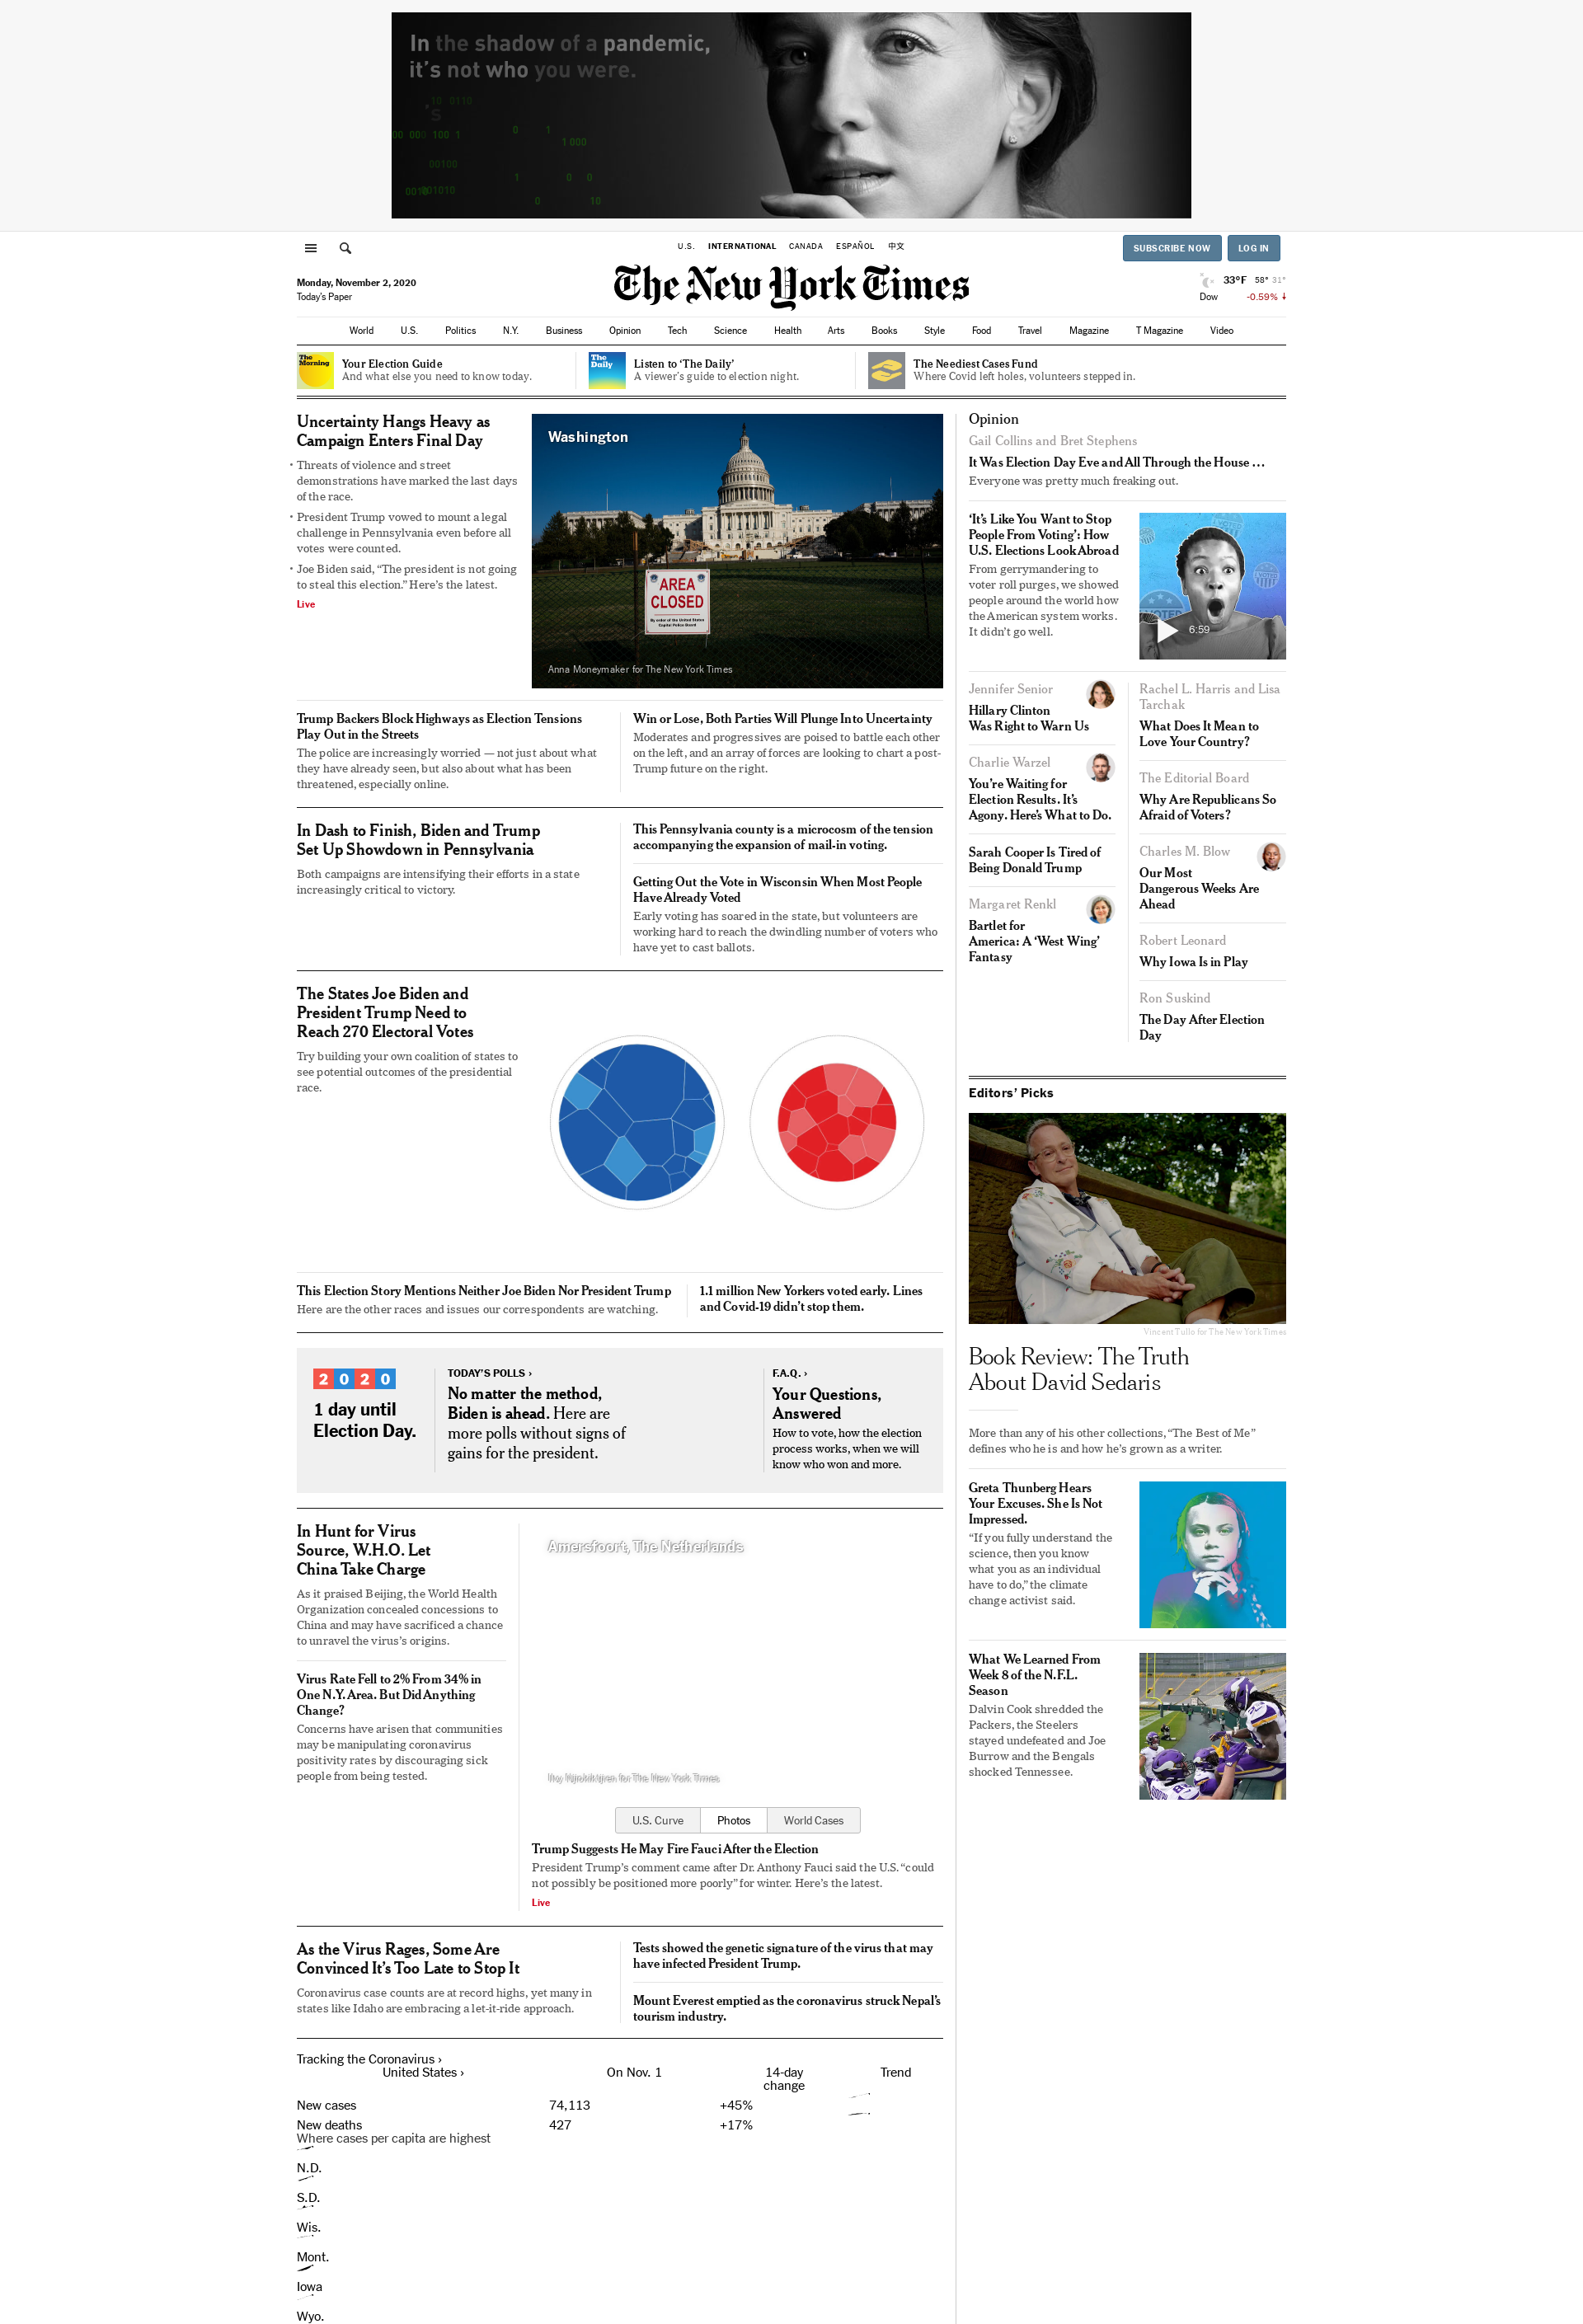 In the shadow of a pandemic,
it's not who you were.
U.S.
INTERNATIONAL
CANADA
ESPAÑOL
中文
SUBSCRIBE NOW
LOG IN
Monday, November 2, 2020
Today's Paper
The New York Times
33°F 58° 31°
Dow -0.59% ↓
World
U.S.
Politics
N.Y.
Business
Opinion
Tech
Science
Health
Arts
Books
Style
Food
Travel
Magazine
T Magazine
Video
The Morning
Your Election Guide
And what else you need to know today.
The Daily
Listen to ‘The Daily’
A viewer's guide to election night.
The Neediest Cases Fund
Where Covid left holes, volunteers stepped in.
Uncertainty Hangs Heavy as
Campaign Enters Final Day
• Threats of violence and street
demonstrations have marked the last days
of the race.
• President Trump vowed to mount a legal
challenge in Pennsylvania even before all
votes were counted.
• Joe Biden said, “The president is not going
to steal this election.” Here's the latest.
Live
Washington
AREA
CLOSED
By order of the United States
Capitol Police Board
Anna Moneymaker for The New York Times
Trump Backers Block Highways as Election Tensions
Play Out in the Streets
The police are increasingly worried — not just about what
they have already seen, but also about what has been
threatened, especially online.
Win or Lose, Both Parties Will Plunge Into Uncertainty
Moderates and progressives are poised to battle each other
on the left, and an array of forces are looking to chart a post-
Trump future on the right.
In Dash to Finish, Biden and Trump
Set Up Showdown in Pennsylvania
Both campaigns are intensifying their efforts in a state
increasingly critical to victory.
This Pennsylvania county is a microcosm of the tension
accompanying the expansion of mail-in voting.
Getting Out the Vote in Wisconsin When Most People
Have Already Voted
Early voting has soared in the state, but volunteers are
working hard to reach the dwindling number of voters who
have yet to cast ballots.
The States Joe Biden and
President Trump Need to
Reach 270 Electoral Votes
Try building your own coalition of states to
see potential outcomes of the presidential
race.
This Election Story Mentions Neither Joe Biden Nor President Trump
Here are the other races and issues our correspondents are watching.
1.1 million New Yorkers voted early. Lines
and Covid-19 didn't stop them.
2020
1 day until
Election Day.
TODAY'S POLLS ›
No matter the method,
Biden is ahead. Here are
more polls without signs of
gains for the president.
F.A.Q. ›
Your Questions,
Answered
How to vote, how the election
process works, when we will
know who won and more.
In Hunt for Virus
Source, W.H.O. Let
China Take Charge
As it praised Beijing, the World Health
Organization concealed concessions to
China and may have sacrificed a chance
to unravel the virus's origins.
Virus Rate Fell to 2% From 34% in
One N.Y. Area. But Did Anything
Change?
Concerns have arisen that communities
may be manipulating coronavirus
positivity rates by discouraging sick
people from being tested.
Amersfoort, The Netherlands
for The New York Times
U.S. Curve
Photos
World Cases
Trump Suggests He May Fire Fauci After the Election
President Trump's comment came after Dr. Anthony Fauci said the U.S. “could
not possibly be positioned more poorly” for winter. Here's the latest.
Live
As the Virus Rages, Some Are
Convinced It's Too Late to Stop It
Coronavirus case counts are at record highs, yet many in
states like Idaho are embracing a let-it-ride approach.
Tests showed the genetic signature of the virus that may
have infected President Trump.
Mount Everest emptied as the coronavirus struck Nepal's
tourism industry.
Tracking the Coronavirus ›
United States › On Nov. 1 14-day change Trend
New cases 74,113 +45%
New deaths 427 +17%
Where cases per capita are highest
N.D.
S.D.
Wis.
Mont.
Iowa
Wyo.
Opinion
Gail Collins and Bret Stephens
It Was Election Day Eve and All Through the House …
Everyone was pretty much freaking out.
‘It's Like You Want to Stop
People From Voting’: How
U.S. Elections Look Abroad
From gerrymandering to
voter roll purges, we showed
people around the world how
the American system works.
It didn't go well.
VOTER
6:59
Jennifer Senior
Hillary Clinton
Was Right to Warn Us
Charlie Warzel
You're Waiting for
Election Results. It's
Agony. Here's What to Do.
Sarah Cooper Is Tired of
Being Donald Trump
Margaret Renkl
Bartlet for
America: A ‘West Wing’
Fantasy
Rachel L. Harris and Lisa
Tarchak
What Does It Mean to
Love Your Country?
The Editorial Board
Why Are Republicans So
Afraid of Voters?
Charles M. Blow
Our Most
Dangerous Weeks Are
Ahead
Robert Leonard
Why Iowa Is in Play
Ron Suskind
The Day After Election
Day
Editors' Picks
Vincent Tullo for The New York Times
Book Review: The Truth
About David Sedaris
More than any of his other collections, “The Best of Me”
defines who he is and how he's grown as a writer.
Greta Thunberg Hears
Your Excuses. She Is Not
Impressed.
“If you fully understand the
science, then you know
what you as an individual
have to do,” the climate
change activist said.
What We Learned From
Week 8 of the N.F.L.
Season
Dalvin Cook shredded the
Packers, the Steelers
stayed undefeated and Joe
Burrow and the Bengals
shocked Tennessee.